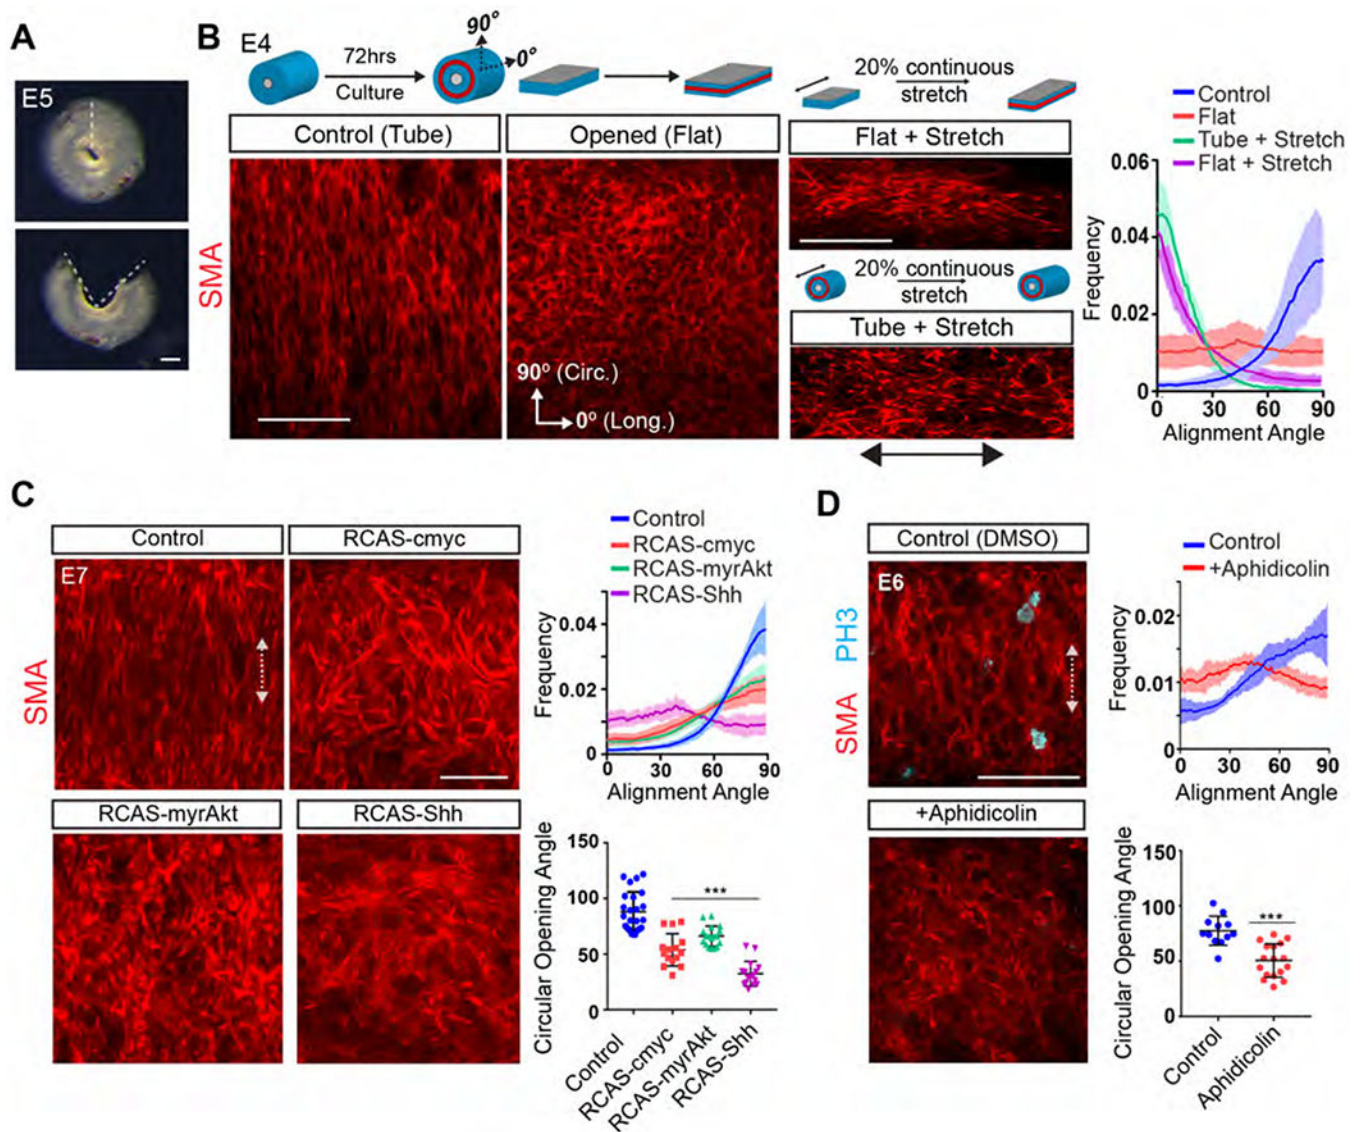 A
E5
B
E4
72hrs
Culture
90°
0°
20% continuous
stretch
Control (Tube)
Opened (Flat)
Flat + Stretch
SMA
90º (Circ.)
0º (Long.)
20% continuous
stretch
Tube + Stretch
Control
Flat
Tube + Stretch
Flat + Stretch
0.06
0.04
0.02
0
Frequency
0 30 60 90
Alignment Angle
C
Control
RCAS-cmyc
E7
SMA
RCAS-myrAkt
RCAS-Shh
Control
RCAS-cmyc
RCAS-myrAkt
RCAS-Shh
0.04
0.02
0
Frequency
0 30 60 90
Alignment Angle
150
100
50
0
Circular Opening Angle
***
Control
RCAS-cmyc
RCAS-myrAkt
RCAS-Shh
D
Control (DMSO)
E6
SMA PH3
+Aphidicolin
Control
+Aphidicolin
0.02
0.01
0
Frequency
0 30 60 90
Alignment Angle
150
100
50
0
Circular Opening Angle
***
Control
Aphidicolin